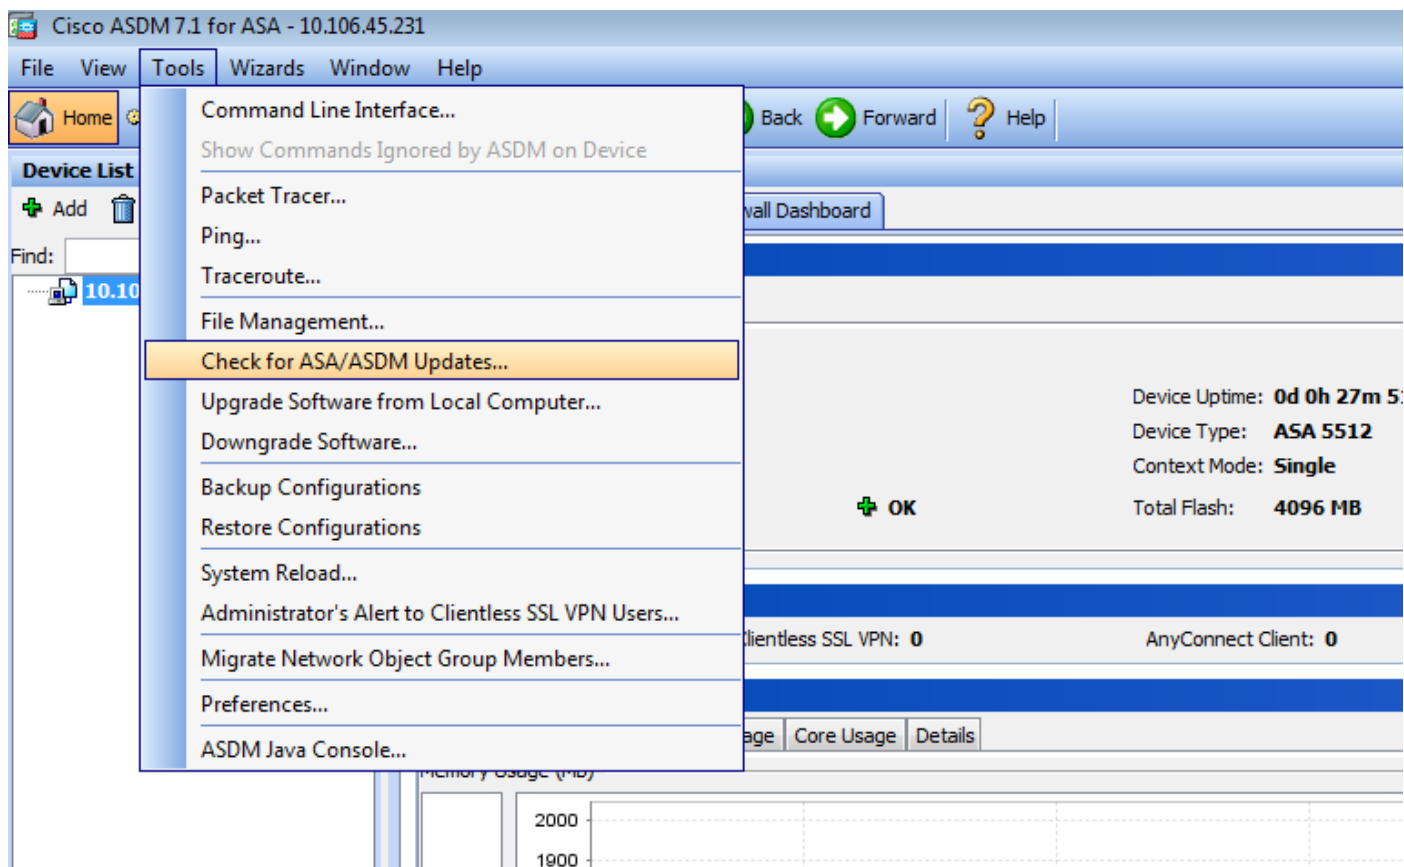 Cisco ASDM 7.1 for ASA - 10.106.45.231
File View Tools Wizards Window Help
Home Back Forward Help
Command Line Interface...
Show Commands Ignored by ASDM on Device
Device List
Packet Tracer...
Add Dashboard
Ping...
Find:
Traceroute...
10.10
File Management...
Check for ASA/ASDM Updates...
Device Uptime: 0d 0h 27m
Upgrade Software from Local Computer...
Device Type: ASA 5512
Downgrade Software...
Context Mode: Single
Backup Configurations
OK Total Flash: 4096 MB
Restore Configurations
System Reload...
Administrator's Alert to Clientless SSL VPN Users...
Clientless SSL VPN: 0 AnyConnect Client: 0
Migrate Network Object Group Members...
Preferences...
Core Usage Details
ASDM Java Console...
Memory Usage (MB)
2000
1900